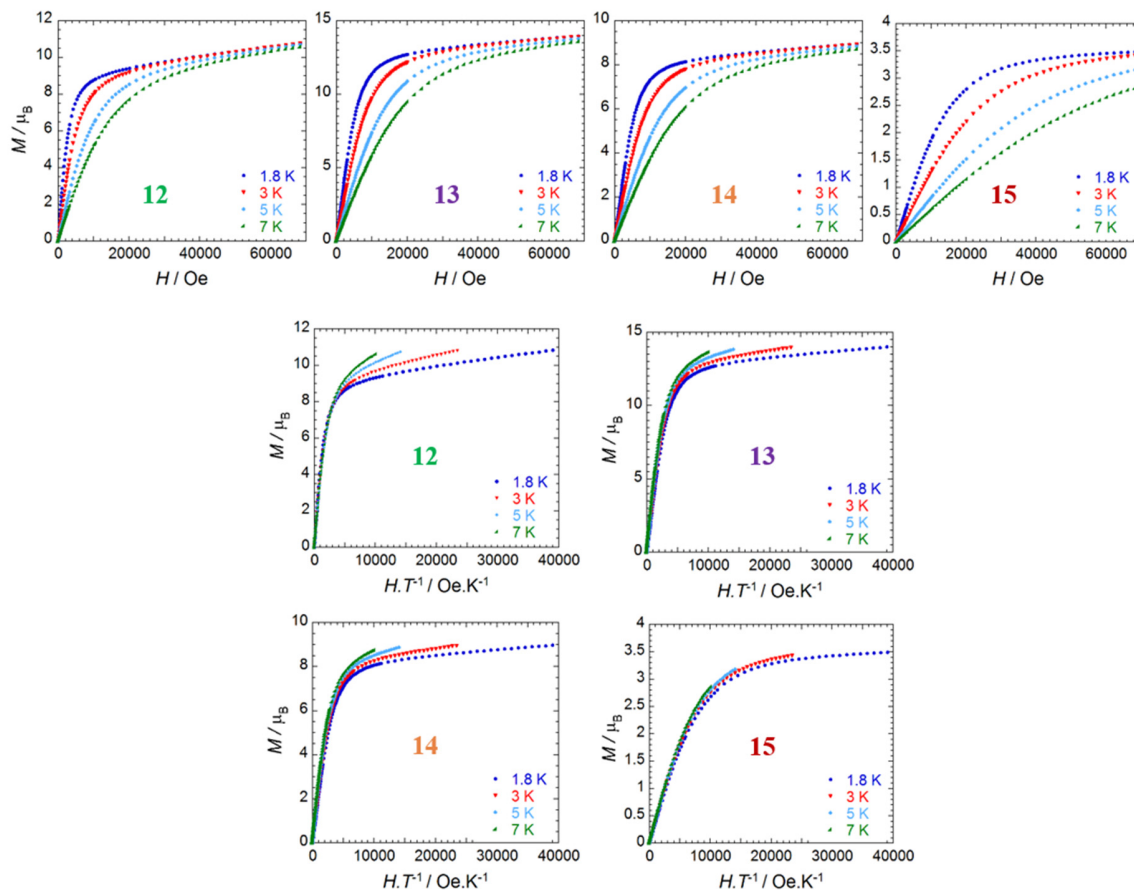 M / μB
12
10
8
6
4
2
0
12
1.8 K
3 K
5 K
7 K
0 20000 40000 60000
H / Oe
15
10
5
0
13
1.8 K
3 K
5 K
7 K
0 20000 40000 60000
H / Oe
10
8
6
4
2
0
14
1.8 K
3 K
5 K
7 K
0 20000 40000 60000
H / Oe
4
3.5
3
2.5
2
1.5
1
0.5
0
15
1.8 K
3 K
5 K
7 K
0 20000 40000 60000
H / Oe
M / μB
12
10
8
6
4
2
0
12
1.8 K
3 K
5 K
7 K
0 10000 20000 30000 40000
H.T⁻¹ / Oe.K⁻¹
M / μB
15
10
5
0
13
1.8 K
3 K
5 K
7 K
0 10000 20000 30000 40000
H.T⁻¹ / Oe.K⁻¹
M / μB
10
8
6
4
2
0
14
1.8 K
3 K
5 K
7 K
0 10000 20000 30000 40000
H.T⁻¹ / Oe.K⁻¹
M / μB
4
3.5
3
2.5
2
1.5
1
0.5
0
15
1.8 K
3 K
5 K
7 K
0 10000 20000 30000 40000
H.T⁻¹ / Oe.K⁻¹